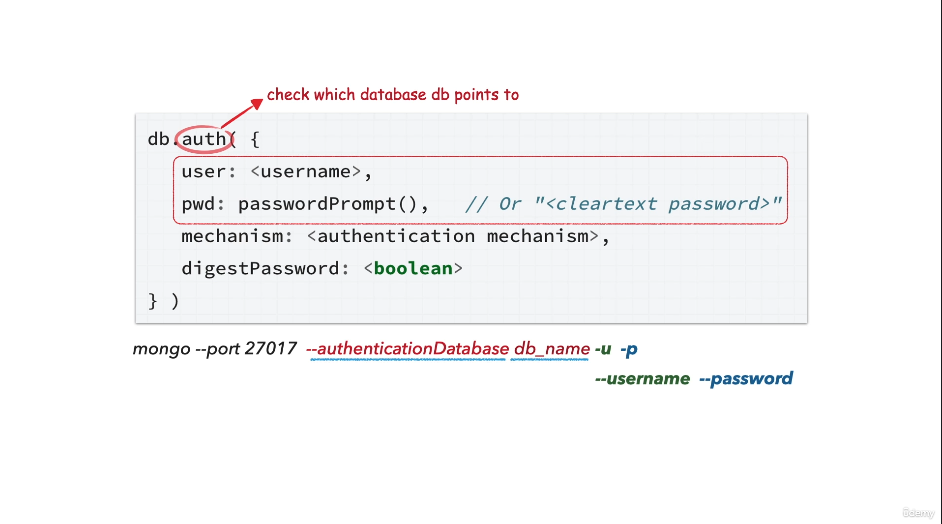 check which database db points to
db.auth( {
user: <username>,
pwd: passwordPrompt(),   // Or "<cleartext password>"
mechanism: <authentication mechanism>,
digestPassword: <boolean>
} )
mongo --port 27017 --authenticationDatabase db_name -u -p
--username --password
ûdemy